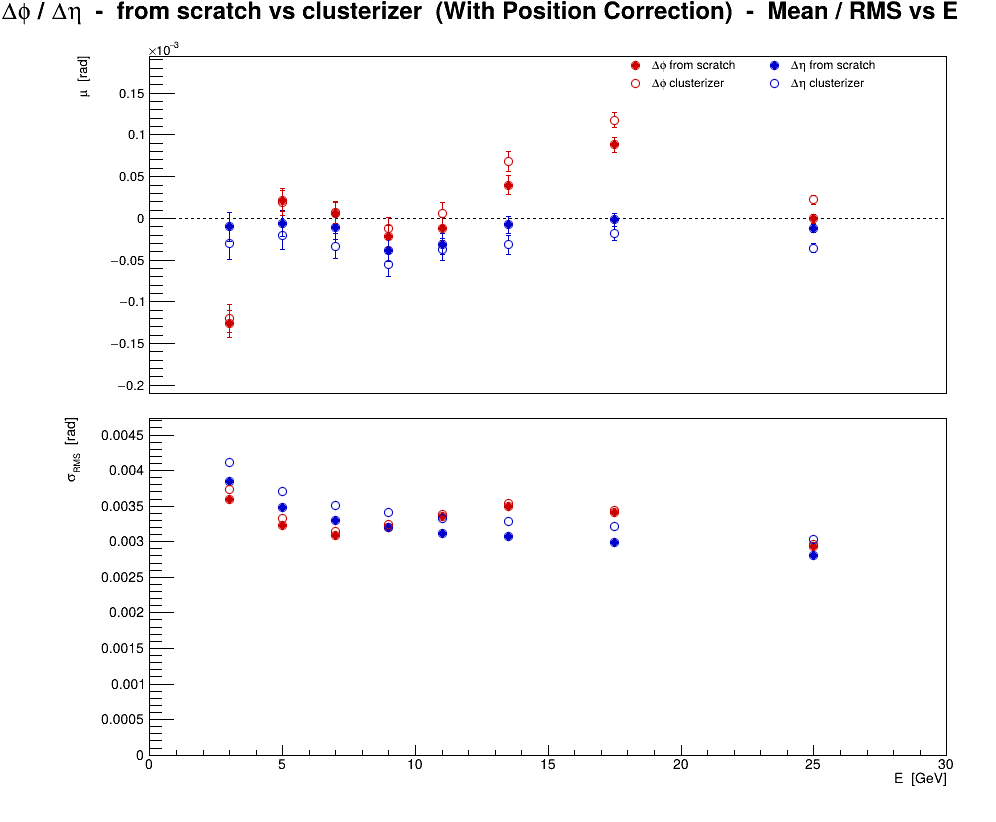 Δϕ / Δη - from scratch vs clusterizer (With Position Correction) - Mean / RMS vs E
×10⁻³
μ [rad]
Δϕ from scratch
Δη from scratch
Δϕ clusterizer
Δη clusterizer
0.15
0.1
0.05
0
−0.05
−0.1
−0.15
−0.2
σRMS [rad]
0.0045
0.004
0.0035
0.003
0.0025
0.002
0.0015
0.001
0.0005
0
0 5 10 15 20 25 30
E [GeV]